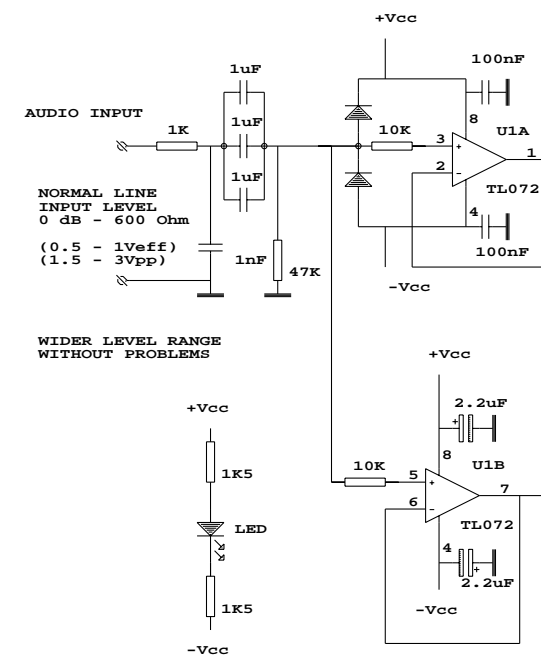 +Vcc
100nF
1uF
8
AUDIO INPUT
1K
1uF
10K
3
U1A
+
1
2
-
TL072
1uF
NORMAL LINE
INPUT LEVEL
0 dB - 600 Ohm
4
(0.5 - 1Veff)
(1.5 - 3Vpp)
1nF
47K
100nF
-Vcc
WIDER LEVEL RANGE
WITHOUT PROBLEMS
+Vcc
+Vcc
2.2uF
+
8
1K5
10K
5
U1B
+
7
6
-
LED
TL072
4
+
2.2uF
1K5
-Vcc
-Vcc